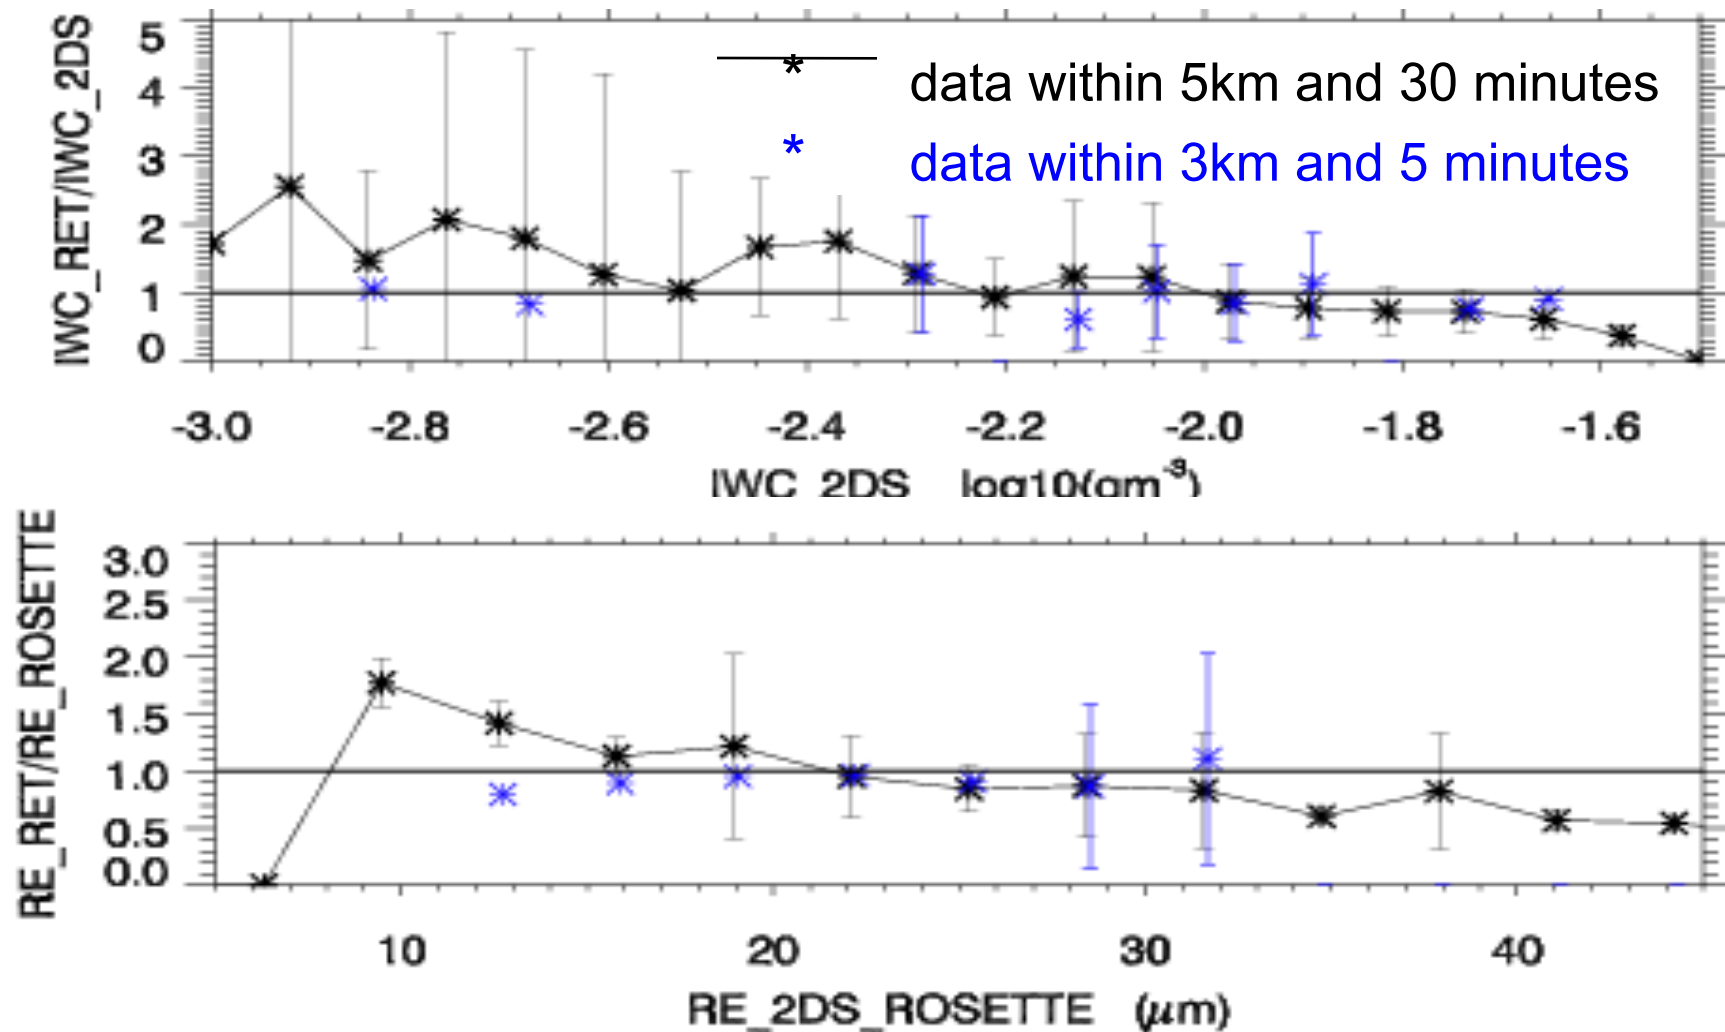 IWC_RET/IWC_2DS
5
4
3
2
1
0
* data within 5km and 30 minutes
* data within 3km and 5 minutes
-3.0 -2.8 -2.6 -2.4 -2.2 -2.0 -1.8 -1.6
IWC_2DS log10(gm⁻³)
RE_RET/RE_ROSETTE
3.0
2.5
2.0
1.5
1.0
0.5
0.0
10 20 30 40
RE_2DS_ROSETTE (μm)